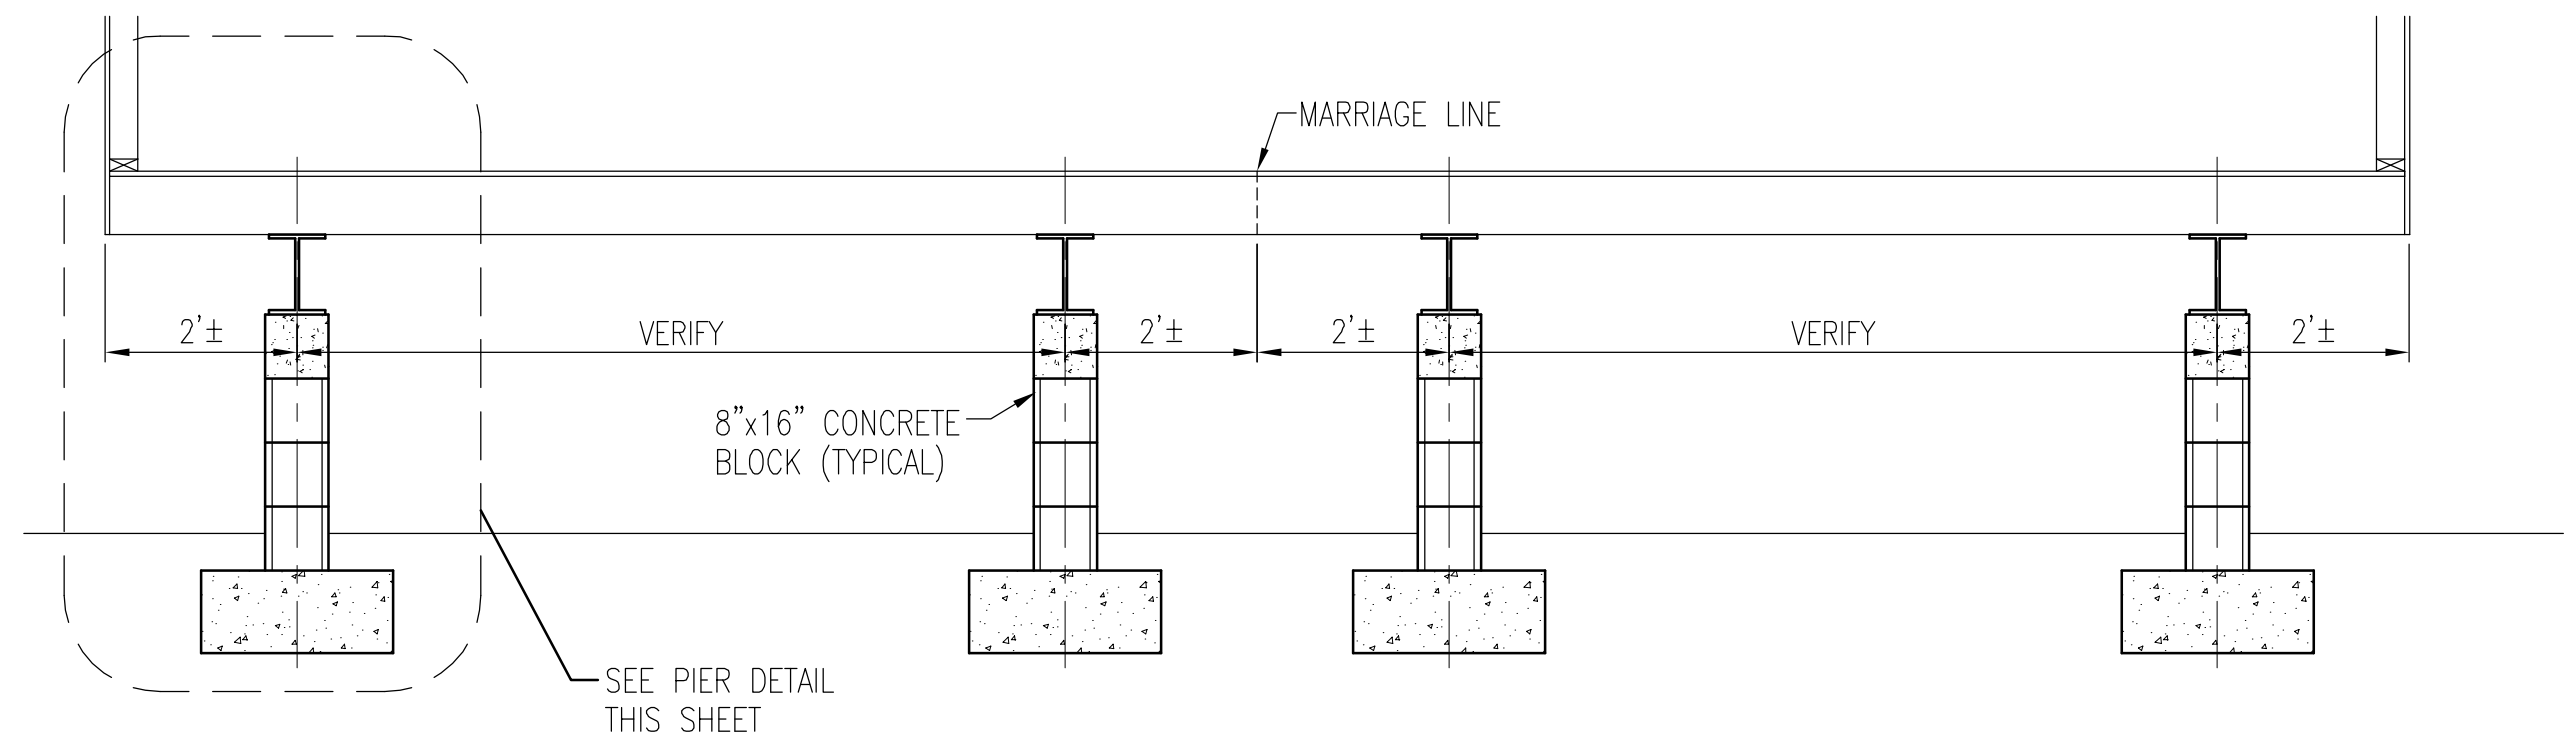 MARRIAGE LINE
2'± VERIFY 2'± 2'± VERIFY 2'±
8"x16" CONCRETE
BLOCK (TYPICAL)
SEE PIER DETAIL
THIS SHEET